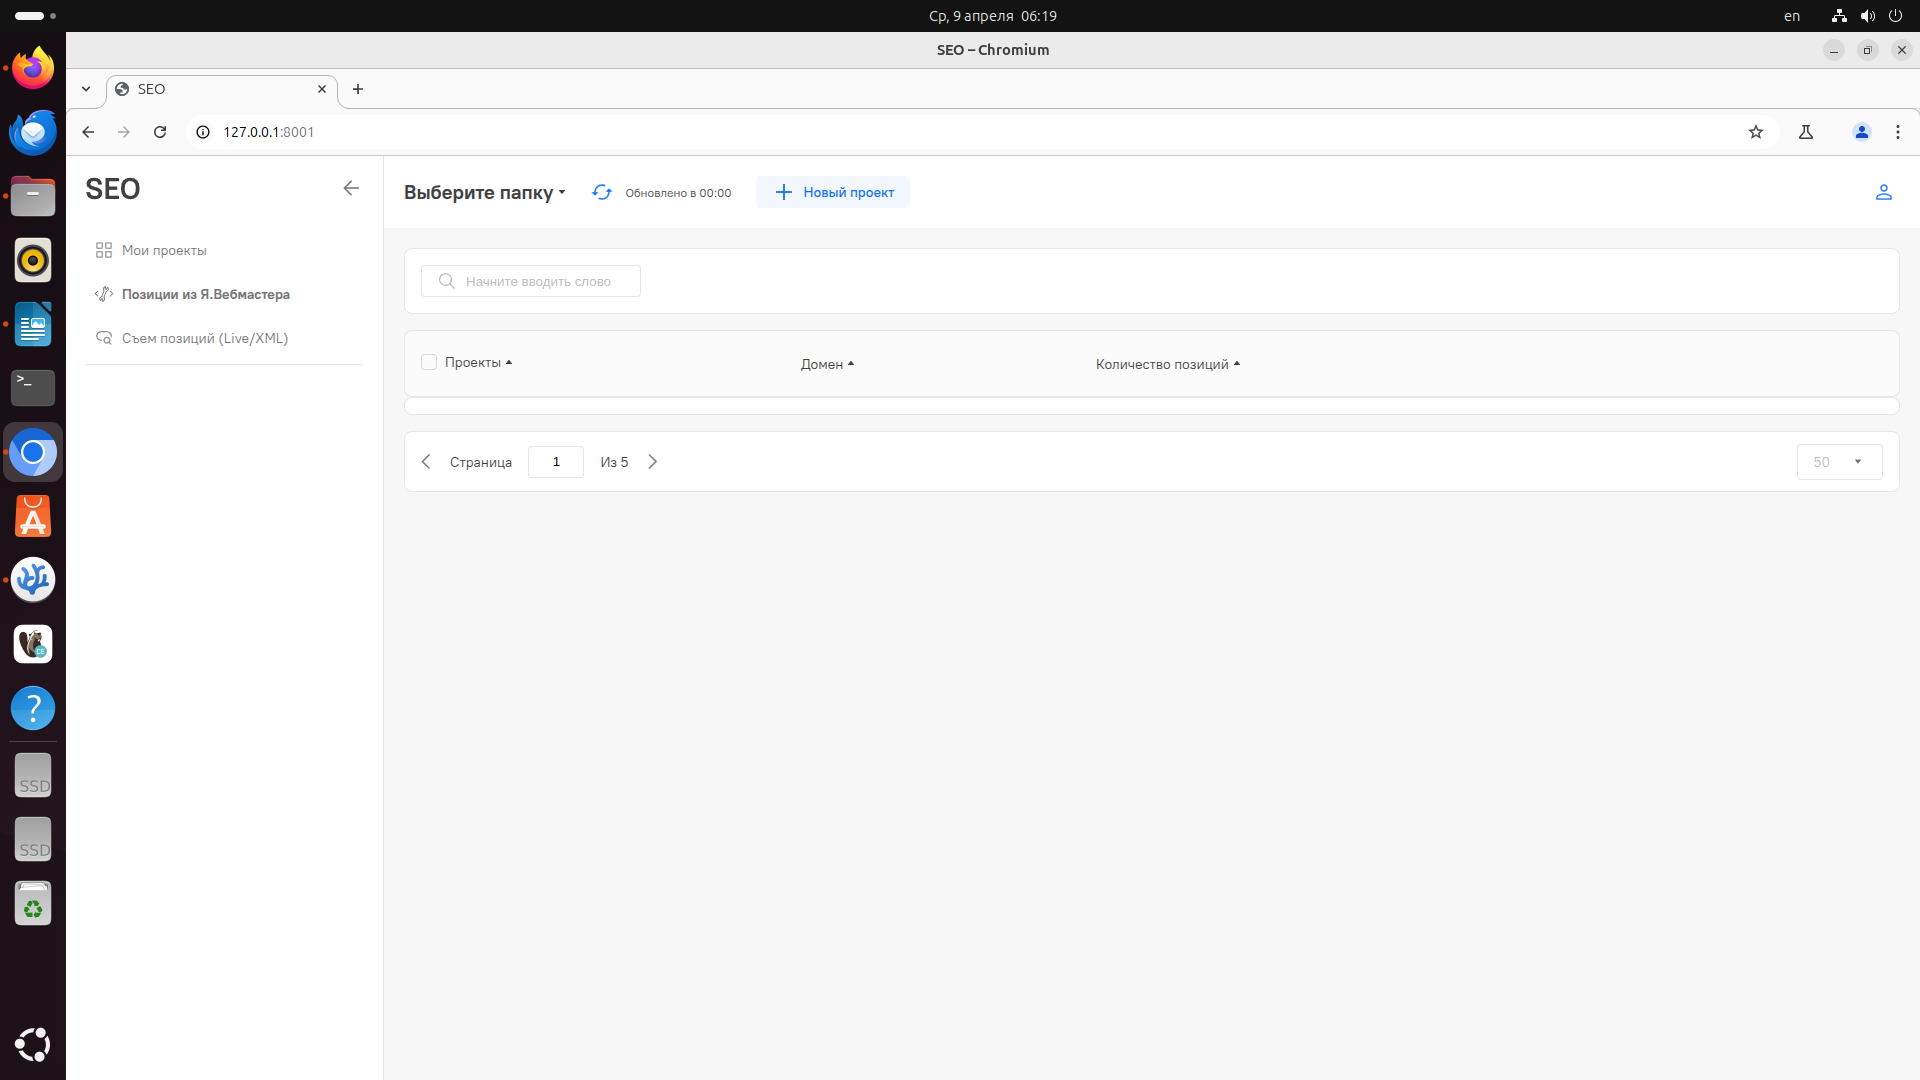 Ср, 9 апреля 06:19
en
SEO – Chromium
SEO
127.0.0.1:8001
SEO
Выберите папку
Обновлено в 00:00
Новый проект
Мои проекты
Позиции из Я.Вебмастера
Съем позиций (Live/XML)
Начните вводить слово
Проекты
Домен
Количество позиций
Страница
1
Из 5
50
>_
A
CE
?
SSD
SSD